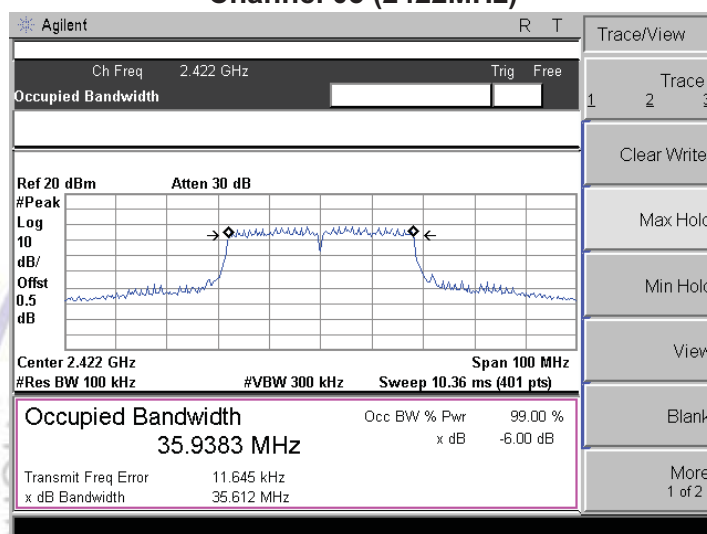 Agilent R T
Ch Freq 2.422 GHz Trig Free
Occupied Bandwidth
Ref 20 dBm Atten 30 dB
#Peak
Log
10
dB/
Offst
0.5
dB
Center 2.422 GHz Span 100 MHz
#Res BW 100 kHz #VBW 300 kHz Sweep 10.36 ms (401 pts)
Occupied Bandwidth Occ BW % Pwr 99.00 %
35.9383 MHz x dB -6.00 dB
Transmit Freq Error 11.645 kHz
x dB Bandwidth 35.612 MHz
Trace/View
Trace
1 2 3
Clear Write
Max Hold
Min Hold
View
Blank
More
1 of 2